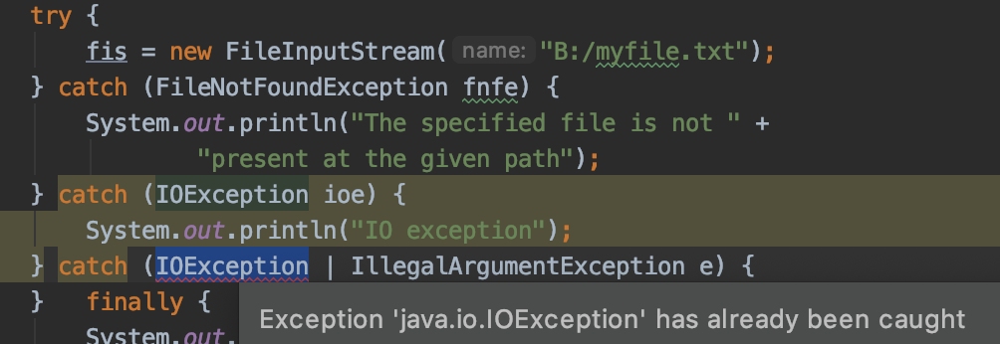 try {
    fis = new FileInputStream( name: "B:/myfile.txt");
} catch (FileNotFoundException fnfe) {
    System.out.println("The specified file is not " +
            "present at the given path");
} catch (IOException ioe) {
    System.out.println("IO exception");
} catch (IOException | IllegalArgumentException e) {
}   finally {
    System.out.
Exception 'java.io.IOException' has already been caught